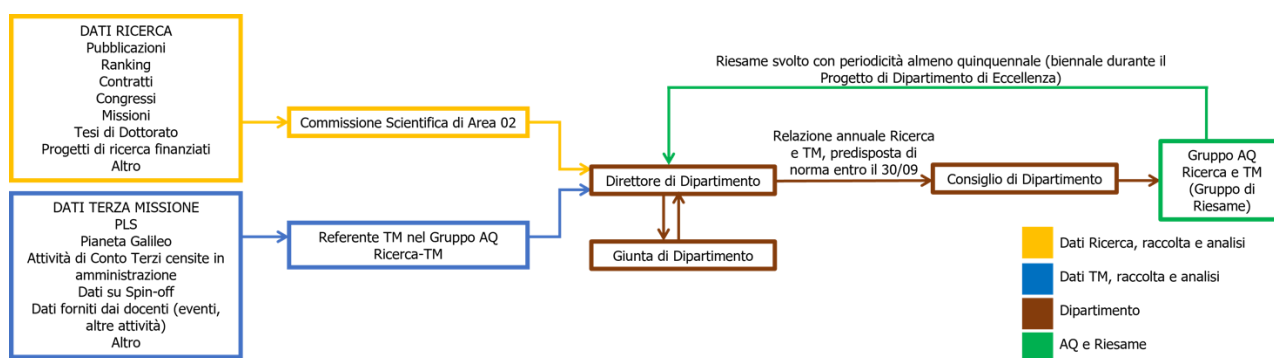 DATI RICERCA
Pubblicazioni
Ranking
Contratti
Congressi
Missioni
Tesi di Dottorato
Progetti di ricerca finanziati
Altro
Commissione Scientifica di Area 02
DATI TERZA MISSIONE
PLS
Pianeta Galileo
Attività di Conto Terzi censite in
amministrazione
Dati su Spin-off
Dati forniti dai docenti (eventi,
altre attività)
Altro
Referente TM nel Gruppo AQ
Ricerca-TM
Riesame svolto con periodicità almeno quinquennale (biennale durante il
Progetto di Dipartimento di Eccellenza)
Direttore di Dipartimento
Giunta di Dipartimento
Relazione annuale Ricerca
e TM, predisposta di
norma entro il 30/09
Consiglio di Dipartimento
Gruppo AQ
Ricerca e TM
(Gruppo di
Riesame)
Dati Ricerca, raccolta e analisi
Dati TM, raccolta e analisi
Dipartimento
AQ e Riesame